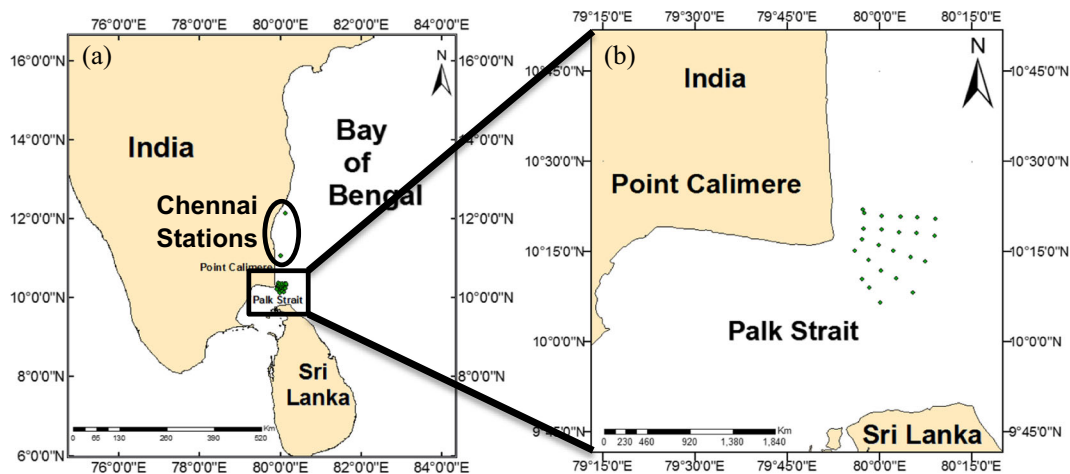 76°0'0"E 78°0'0"E 80°0'0"E 82°0'0"E 84°0'0"E
(a)
N
16°0'0"N 16°0'0"N
14°0'0"N 14°0'0"N
12°0'0"N 12°0'0"N
10°0'0"N 10°0'0"N
8°0'0"N 8°0'0"N
6°0'0"N 6°0'0"N
India
Bay
of
Bengal
Chennai
Stations
Point Calimere
Palk Strait
Sri
Lanka
0 65 130 260 390 520 Km
76°0'0"E 78°0'0"E 80°0'0"E 82°0'0"E 84°0'0"E
79°15'0"E 79°30'0"E 79°45'0"E 80°0'0"E 80°15'0"E
(b)
N
10°45'0"N 10°45'0"N
10°30'0"N 10°30'0"N
10°15'0"N 10°15'0"N
10°0'0"N 10°0'0"N
9°45'0"N 9°45'0"N
India
Point Calimere
Palk Strait
Sri Lanka
0 230 460 920 1,380 1,840 Km
79°15'0"E 79°30'0"E 79°45'0"E 80°0'0"E 80°15'0"E